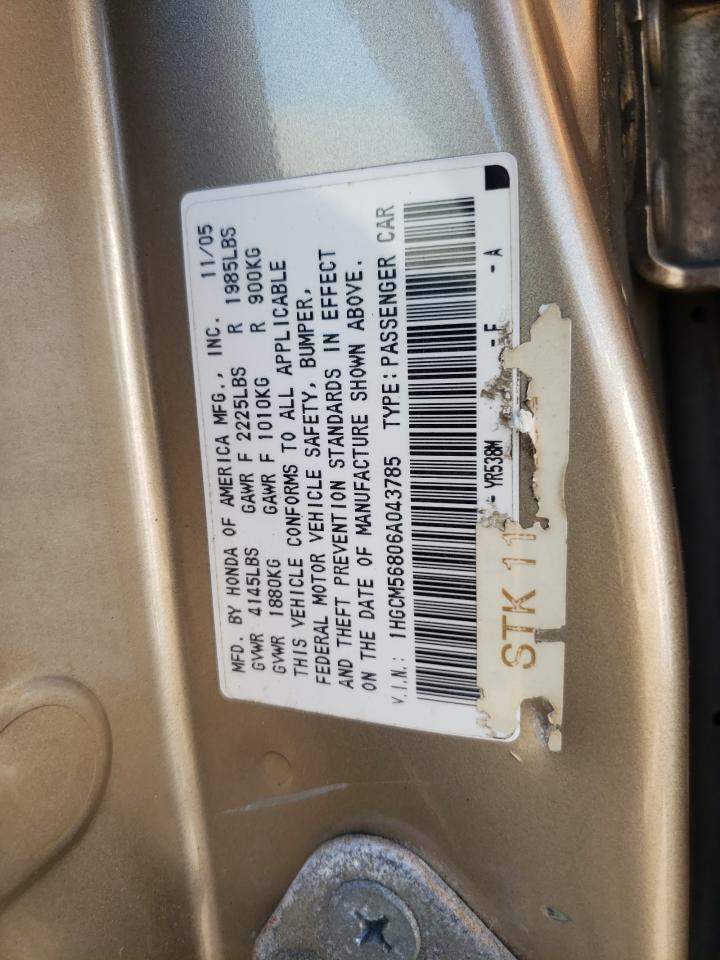 MFD. BY HONDA OF AMERICA MFG., INC. 11/05
GVWR 4145LBS GAWR F 2225LBS R 1985LBS
GVWR 1880KG GAWR F 1010KG R 900KG
THIS VEHICLE CONFORMS TO ALL APPLICABLE
FEDERAL MOTOR VEHICLE SAFETY, BUMPER,
AND THEFT PREVENTION STANDARDS IN EFFECT
ON THE DATE OF MANUFACTURE SHOWN ABOVE.
V.I.N.: 1HGCM56806A043785 TYPE: PASSENGER CAR
- YR538M - E - A
STK 11